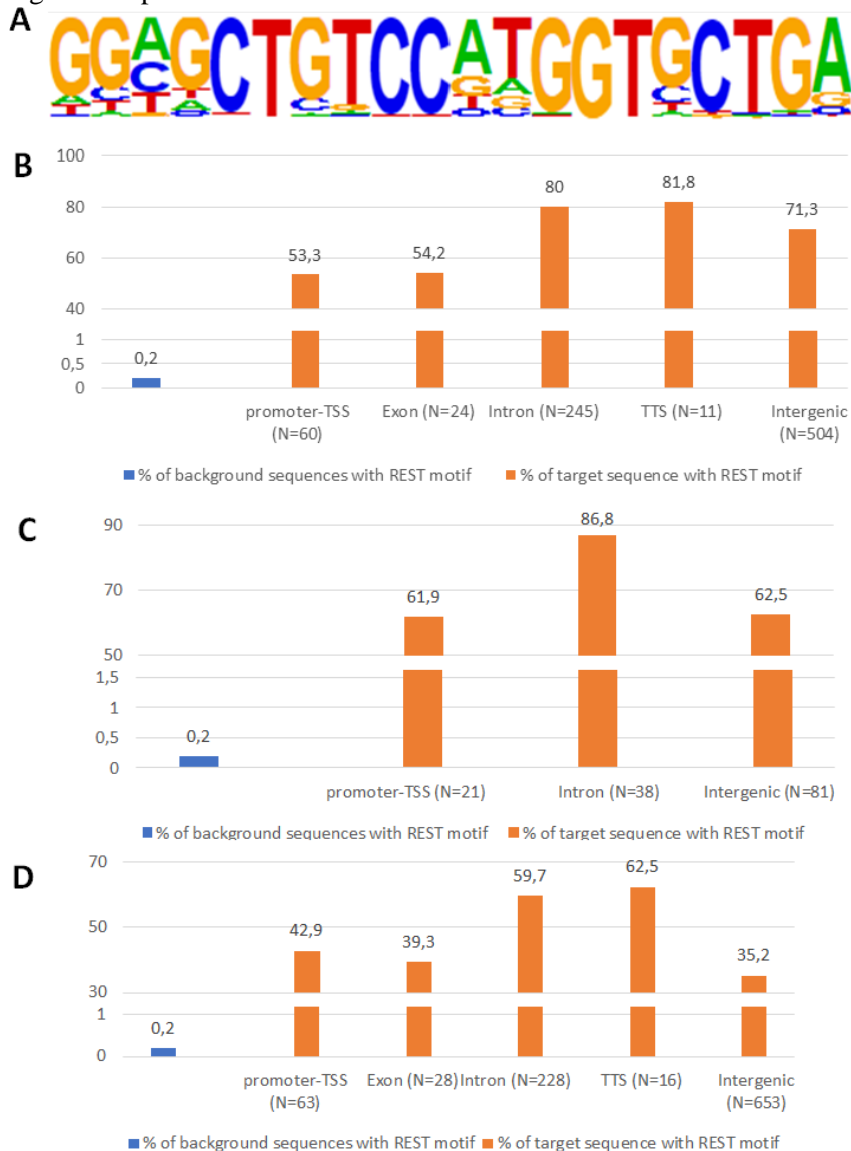 A
GGAGCTGTCCATGGTGCTGA
B
100
80
60
40
1
0,5
0
0,2
53,3
54,2
80
81,8
71,3
promoter-TSS
(N=60)
Exon (N=24)
Intron (N=245)
TTS (N=11)
Intergenic
(N=504)
% of background sequences with REST motif
% of target sequence with REST motif
C
90
70
50
1,5
1
0,5
0
0,2
61,9
86,8
62,5
promoter-TSS (N=21)
Intron (N=38)
Intergenic (N=81)
% of background sequences with REST motif
% of target sequence with REST motif
D
70
50
30
1
0
0,2
42,9
39,3
59,7
62,5
35,2
promoter-TSS
(N=63)
Exon (N=28)
Intron (N=228)
TTS (N=16)
Intergenic
(N=653)
% of background sequences with REST motif
% of target sequence with REST motif